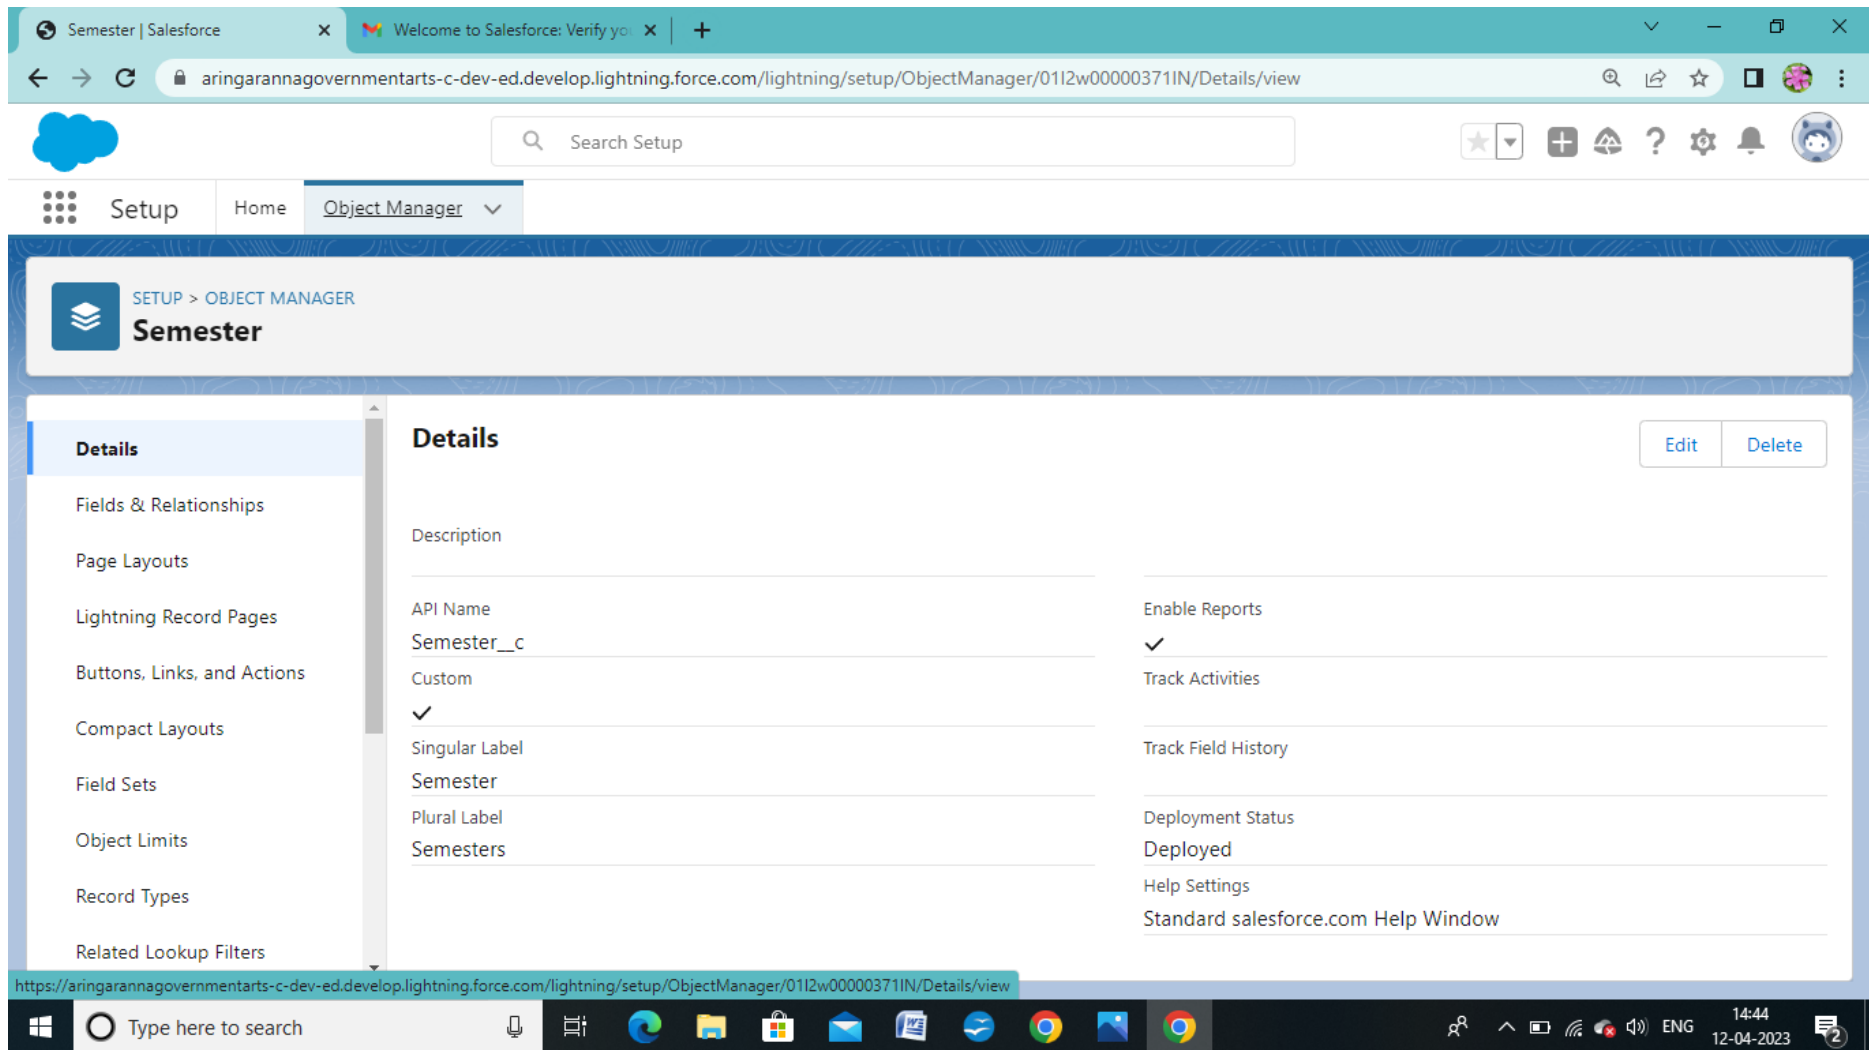 Semester | Salesforce
Welcome to Salesforce: Verify yo
aringarannagovernmentarts-c-dev-ed.develop.lightning.force.com/lightning/setup/ObjectManager/01I2w00000371IN/Details/view
Search Setup
Setup
Home
Object Manager
SETUP > OBJECT MANAGER
Semester
Details
Fields & Relationships
Page Layouts
Lightning Record Pages
Buttons, Links, and Actions
Compact Layouts
Field Sets
Object Limits
Record Types
Related Lookup Filters
Details
Edit
Delete
Description
API Name
Semester__c
Custom
Singular Label
Semester
Plural Label
Semesters
Enable Reports
Track Activities
Track Field History
Deployment Status
Deployed
Help Settings
Standard salesforce.com Help Window
https://aringarannagovernmentarts-c-dev-ed.develop.lightning.force.com/lightning/setup/ObjectManager/01I2w00000371IN/Details/view
Type here to search
ENG
14:44
12-04-2023
2